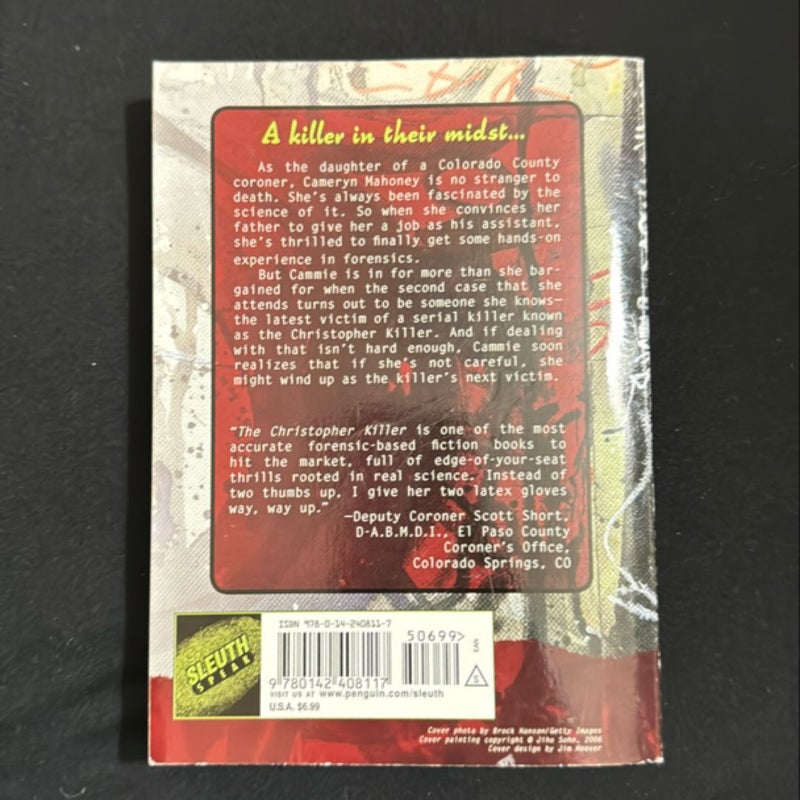 A killer in their midst...
As the daughter of a Colorado County
coroner, Cameryn Mahoney is no stranger to
death. She's always been fascinated by the
science of it. So when she convinces her
father to give her a job as his assistant,
she's thrilled to finally get some hands-on
experience in forensics.
But Cammie is in for more than she bar-
gained for when the second case that she
attends turns out to be someone she knows—
the latest victim of a serial killer known
as the Christopher Killer. And if dealing
with that isn't hard enough, Cammie soon
realizes that if she's not careful, she
might wind up as the killer's next victim.
"The Christopher Killer is one of the most
accurate forensic-based fiction books to
hit the market, full of edge-of-your-seat
thrills rooted in real science. Instead of
two thumbs up, I give her two latex gloves
way, way up."
—Deputy Coroner Scott Short,
D-A.B.M.D.I., El Paso County
Coroner's Office,
Colorado Springs, CO
SLEUTH
SPEAK
ISBN 978-0-14-240811-7
50699>
EAN
S
9 780142 408117
VISIT US AT www.penguin.com/sleuth
U.S.A. $6.99
Cover photo by Brock Hanson/Getty Images
Cover painting copyright © Jiho Sohn, 2006
Cover design by Jim Hoover